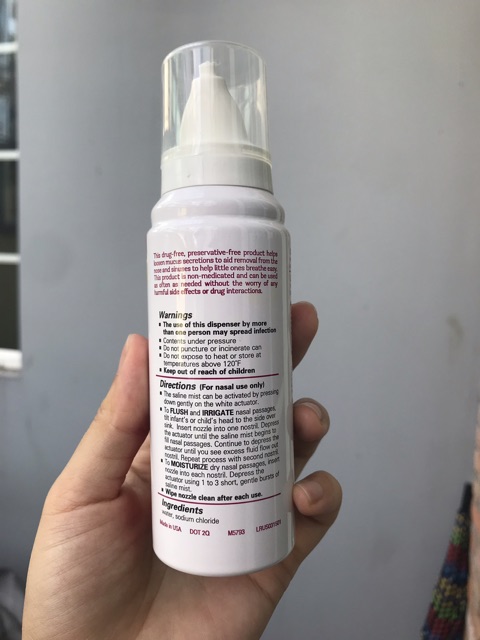 This drug-free, preservative-free product helps
loosen mucus secretions to aid removal from the
nose and sinuses to help little ones breathe easy.
This product is non-medicated and can be used
as often as needed without the worry of any
harmful side effects or drug interactions.
Warnings
• The use of this dispenser by more
than one person may spread infection
• Contents under pressure
• Do not puncture or incinerate can
• Do not expose to heat or store at
temperatures above 120°F
• Keep out of reach of children
Directions (For nasal use only)
• The saline mist can be activated by pressing
down gently on the white actuator.
• To FLUSH and IRRIGATE nasal passages,
tilt infant's or child's head to the side over
sink. Insert nozzle into one nostril. Depress
the actuator until the saline mist begins to
fill nasal passages. Continue to depress the
actuator until you see excess fluid flow out
nostril. Repeat process with second nostril.
• To MOISTURIZE dry nasal passages, insert
nozzle into each nostril. Depress the
actuator using 1 to 3 short, gentle bursts of
saline mist.
• Wipe nozzle clean after each use.
Ingredients
water, sodium chloride
Made in USA DOT 2Q M5793